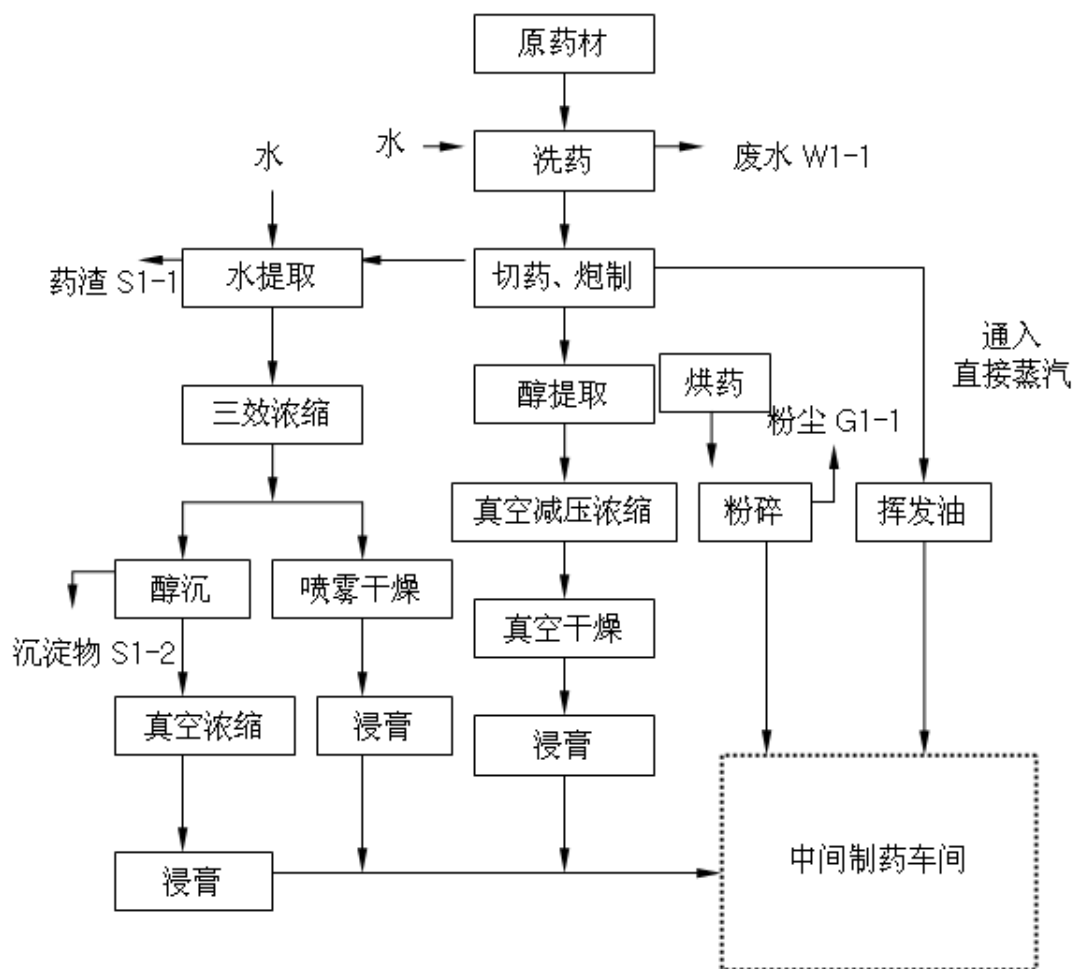 原药材
水
洗药
废水 W1-1
水
药渣 S1-1
水提取
切药、炮制
通入
直接蒸汽
三效浓缩
醇提取
烘药
粉尘 G1-1
真空减压浓缩
粉碎
挥发油
醇沉
喷雾干燥
真空干燥
沉淀物 S1-2
真空浓缩
浸膏
浸膏
中间制药车间
浸膏